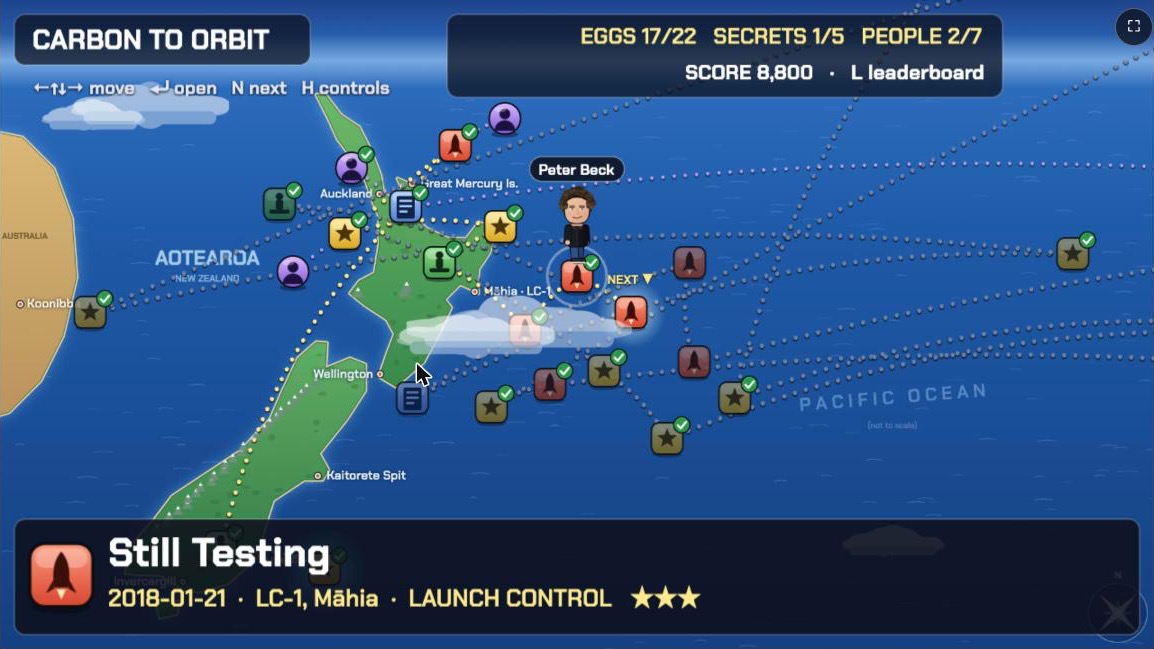 CARBON TO ORBIT
EGGS 17/22 SECRETS 1/5 PEOPLE 2/7
SCORE 8,800 · L leaderboard
←↑↓→ move ↵ open N next H controls
Peter Beck
Great Mercury Is.
Auckland
AUSTRALIA
AOTEAROA
NEW ZEALAND
NEXT ▼
Māhia · LC-1
Koonibb
Wellington
PACIFIC OCEAN
(not to scale)
Kaitorete Spit
Still Testing
Invercargill
2018-01-21 · LC-1, Māhia · LAUNCH CONTROL ★★★
N